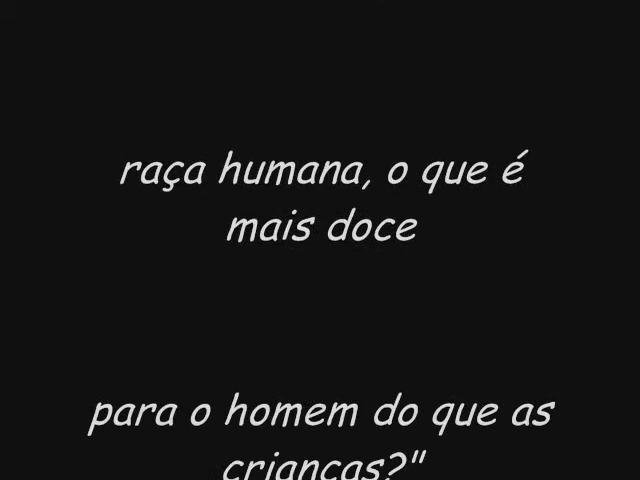 raça humana, o que é
mais doce
para o homem do que as
crianças?"